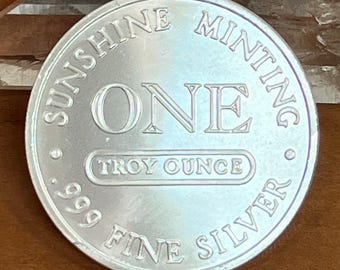 SUNSHINE MINTING
ONE
TROY OUNCE
.999 FINE SILVER